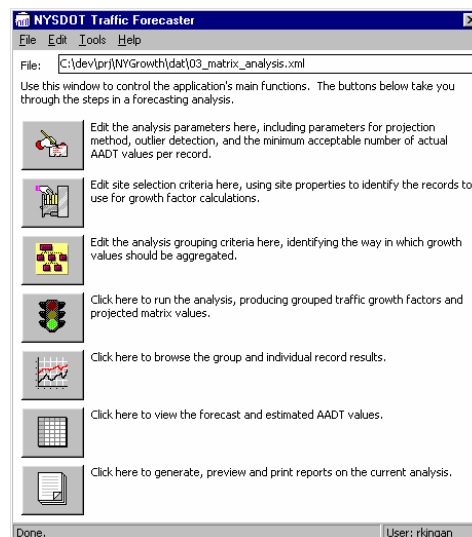 NYSDOT Traffic Forecaster
File Edit Tools Help
File: C:\dev\prj\NYGrowth\dat\03_matrix_analysis.xml
Use this window to control the application's main functions. The buttons below take you
through the steps in a forecasting analysis.
Edit the analysis parameters here, including parameters for projection
method, outlier detection, and the minimum acceptable number of actual
AADT values per record.
Edit site selection criteria here, using site properties to identify the records to
use for growth factor calculations.
Edit the analysis grouping criteria here, identifying the way in which growth
values should be aggregated.
Click here to run the analysis, producing grouped traffic growth factors and
projected matrix values.
Click here to browse the group and individual record results.
Click here to view the forecast and estimated AADT values.
Click here to generate, preview and print reports on the current analysis.
Done. User: rkingan